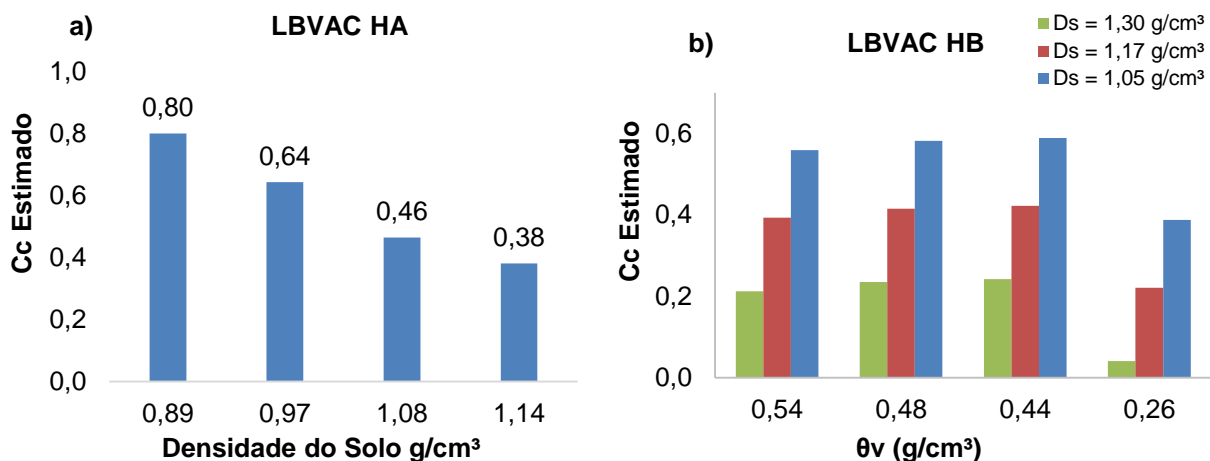 a)
LBVAC HA
Cc Estimado
1,0
0,8
0,6
0,4
0,2
0,0
0,80
0,64
0,46
0,38
0,89 0,97 1,08 1,14
Densidade do Solo g/cm³
b)
LBVAC HB
Ds = 1,30 g/cm³
Ds = 1,17 g/cm³
Ds = 1,05 g/cm³
Cc Estimado
0,6
0,4
0,2
0,0
0,54 0,48 0,44 0,26
θv (g/cm³)